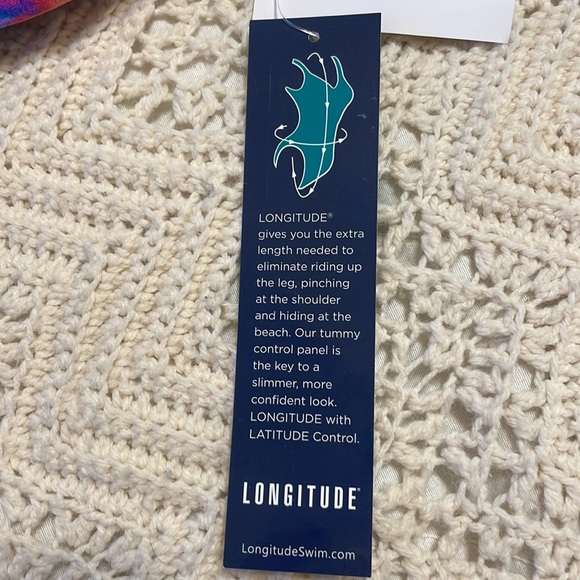 LONGITUDE®
gives you the extra
length needed to
eliminate riding up
the leg, pinching
at the shoulder
and hiding at the
beach. Our tummy
control panel is
the key to a
slimmer, more
confident look.
LONGITUDE with
LATITUDE Control.
LONGITUDE®
LongitudeSwim.com